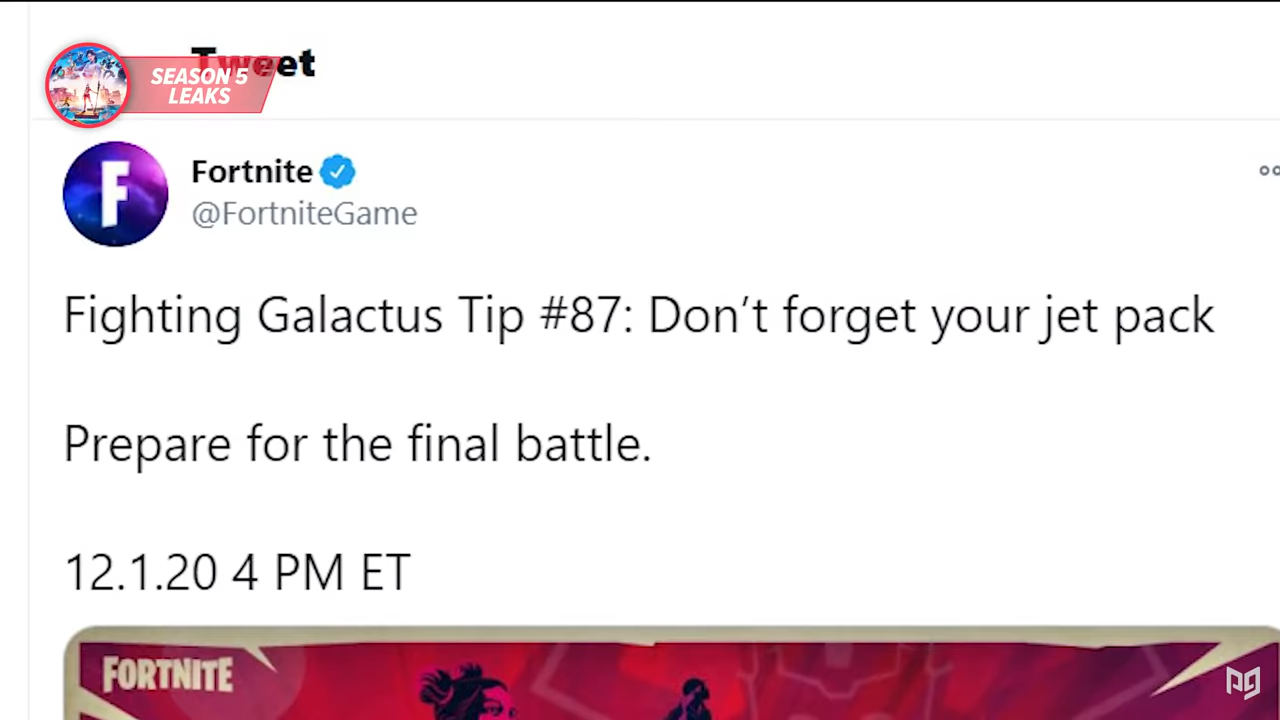 Tweet
SEASON 5
LEAKS
Fortnite
@FortniteGame
Fighting Galactus Tip #87: Don’t forget your jet pack
Prepare for the final battle.
12.1.20 4 PM ET
FORTNITE